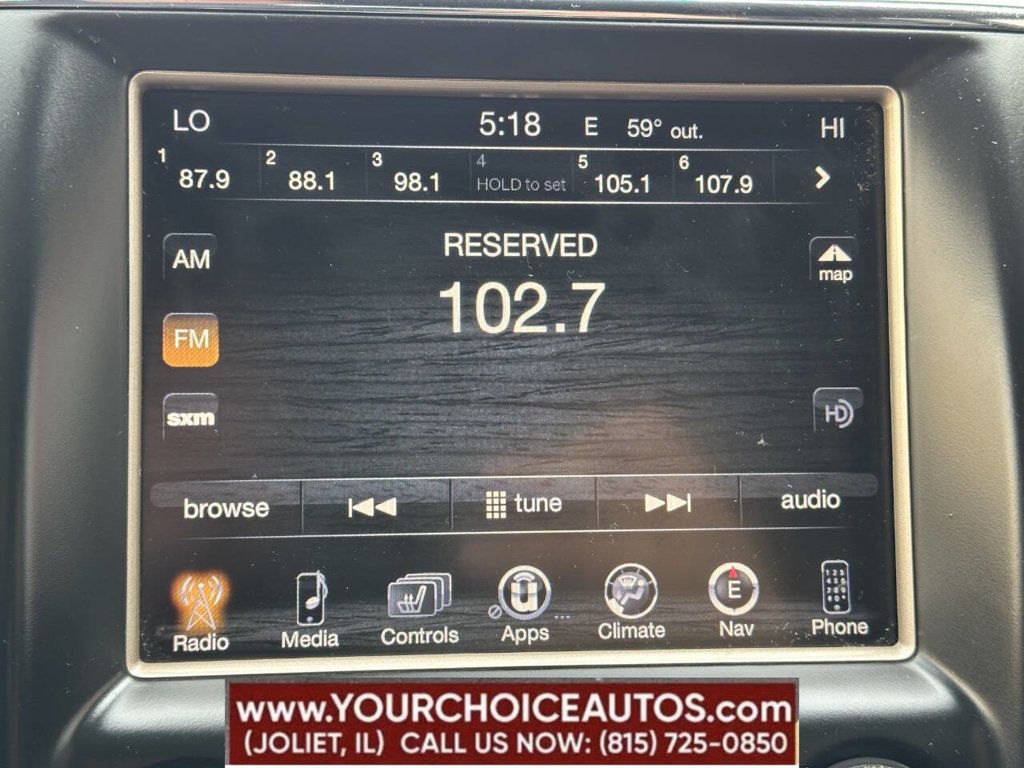 LO 5:18 E 59° out. HI
1 87.9 2 88.1 3 98.1 4 HOLD to set 5 105.1 6 107.9
RESERVED
102.7
AM
FM
sxm
map
HD
browse tune audio
E
Radio Media Controls Apps Climate Nav Phone
www.YOURCHOICEAUTOS.com
(JOLIET, IL) CALL US NOW: (815) 725-0850